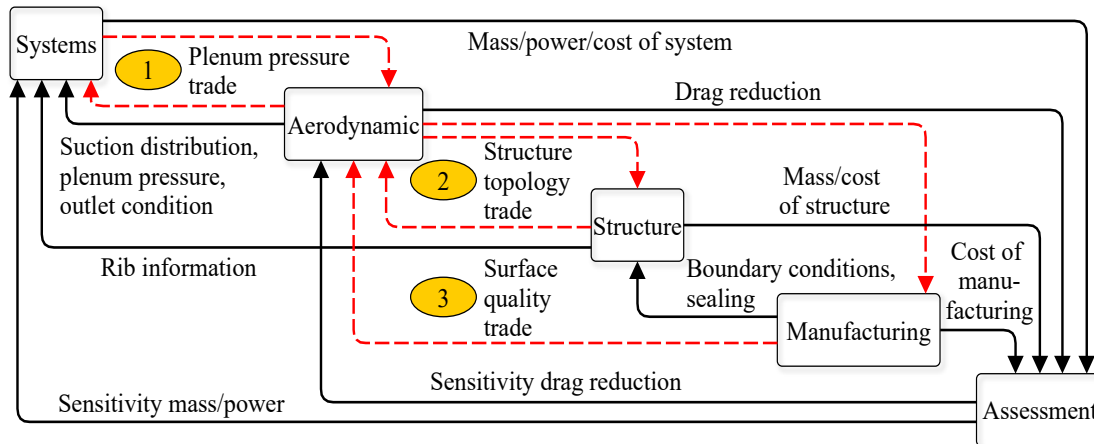 Systems
Mass/power/cost of system
1
Plenum pressure
trade
Drag reduction
Aerodynamic
Suction distribution,
plenum pressure,
outlet condition
2
Structure
topology
trade
Mass/cost
of structure
Structure
Rib information
3
Surface
quality
trade
Boundary conditions,
sealing
Cost of
manu-
facturing
Manufacturing
Sensitivity drag reduction
Sensitivity mass/power
Assessment